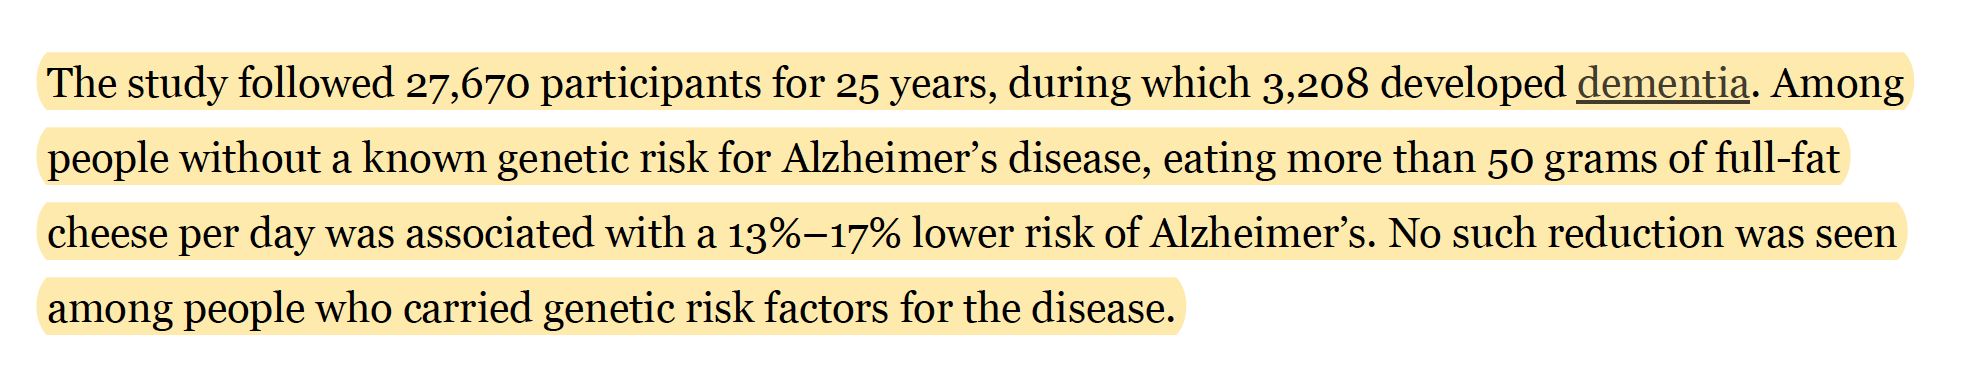 The study followed 27,670 participants for 25 years, during which 3,208 developed dementia. Among
people without a known genetic risk for Alzheimer’s disease, eating more than 50 grams of full-fat
cheese per day was associated with a 13%–17% lower risk of Alzheimer’s. No such reduction was seen
among people who carried genetic risk factors for the disease.